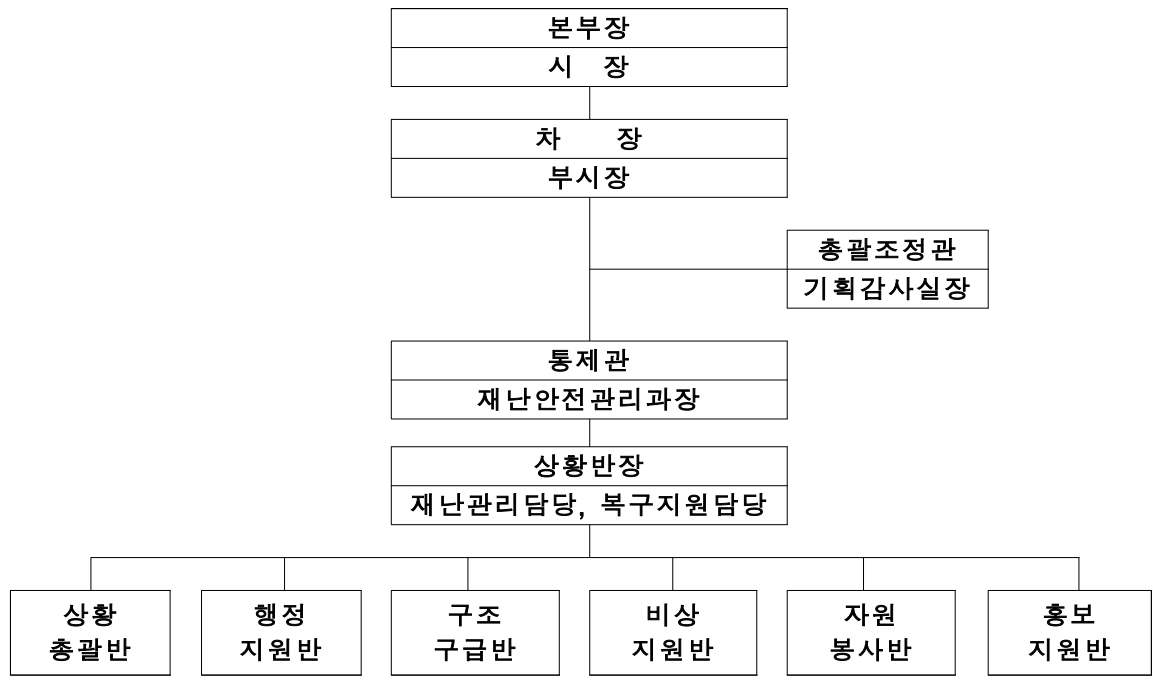 본부장
시 장
차 장
부시장
총괄조정관
기획감사실장
통제관
재난안전관리과장
상황반장
재난관리담당, 복구지원담당
상황
총괄반
행정
지원반
구조
구급반
비상
지원반
자원
봉사반
홍보
지원반